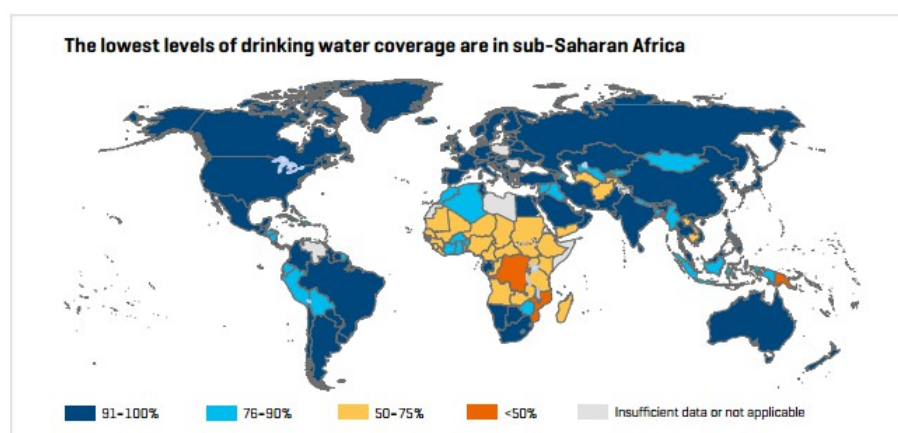 The lowest levels of drinking water coverage are in sub-Saharan Africa
91–100% 76–90% 50–75% <50% Insufficient data or not applicable